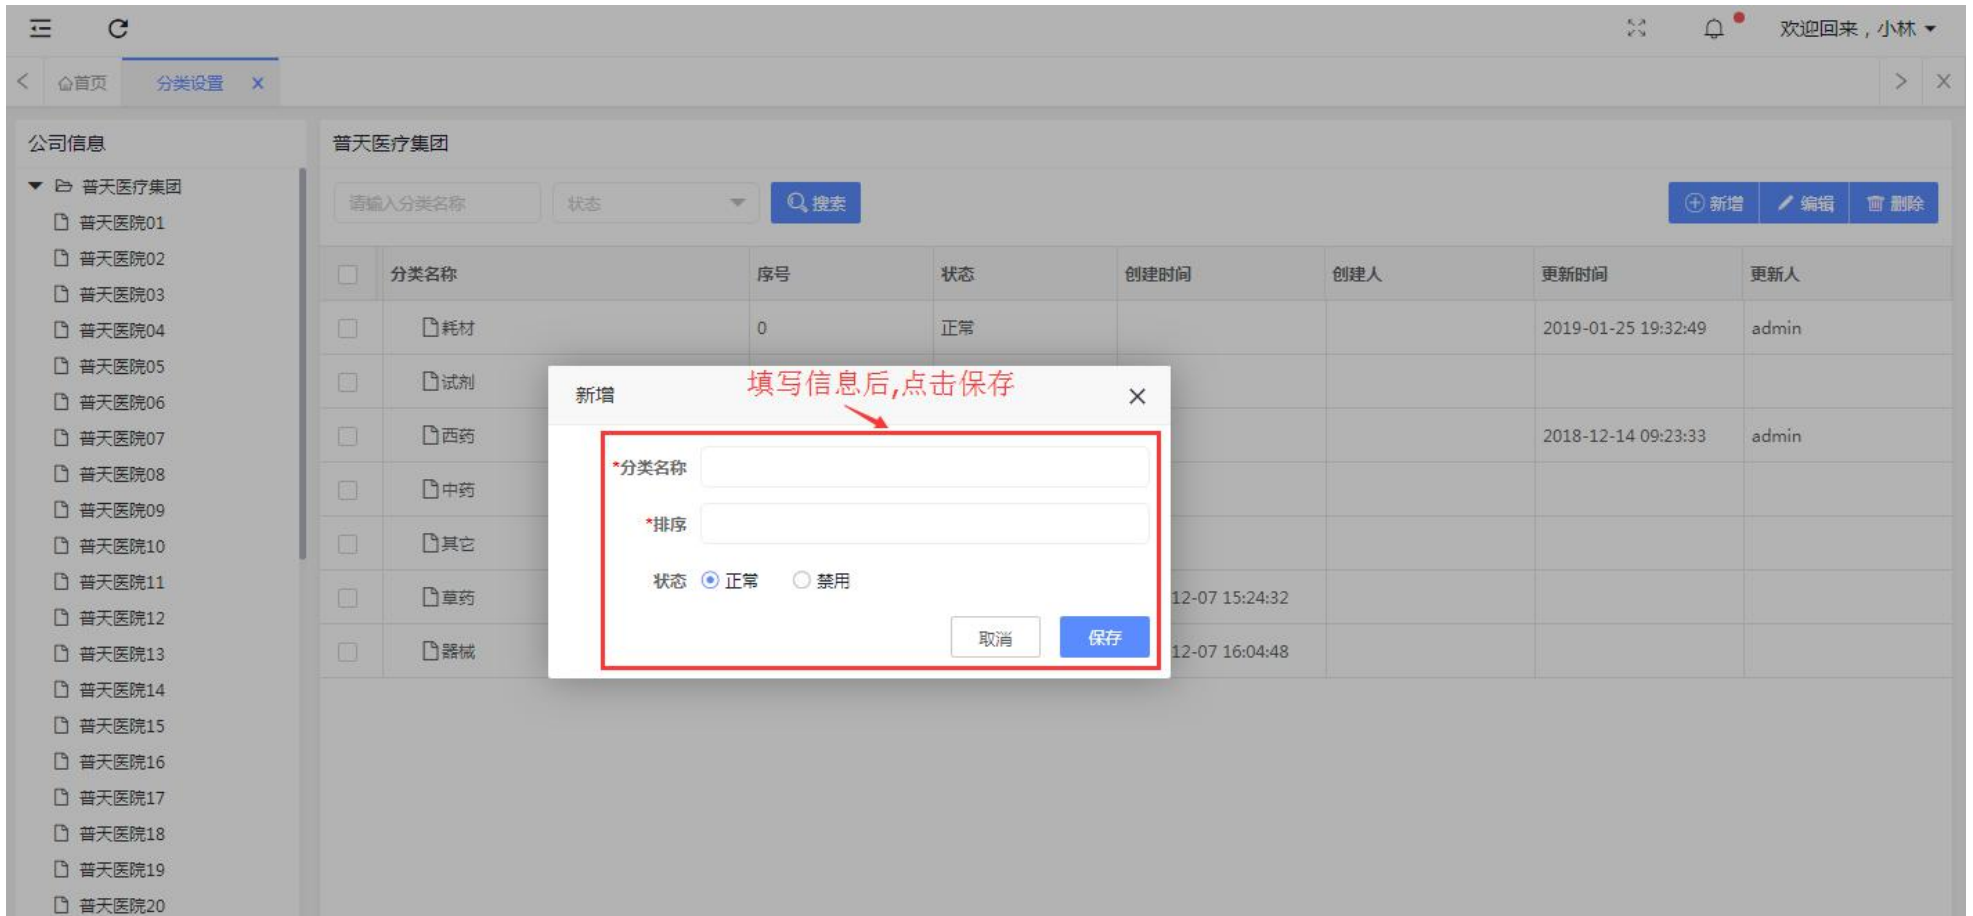 欢迎回来，小林
首页
分类设置
公司信息
普天医疗集团
普天医院01
普天医院02
普天医院03
普天医院04
普天医院05
普天医院06
普天医院07
普天医院08
普天医院09
普天医院10
普天医院11
普天医院12
普天医院13
普天医院14
普天医院15
普天医院16
普天医院17
普天医院18
普天医院19
普天医院20
普天医疗集团
请输入分类名称 状态 搜索 新增 编辑 删除
分类名称 序号 状态 创建时间 创建人 更新时间 更新人
耗材 0 正常 2019-01-25 19:32:49 admin
试剂
西药 2018-12-14 09:23:33 admin
中药
其它
草药 12-07 15:24:32
器械 12-07 16:04:48
新增
填写信息后,点击保存
*分类名称
*排序
状态 正常 禁用
取消 保存